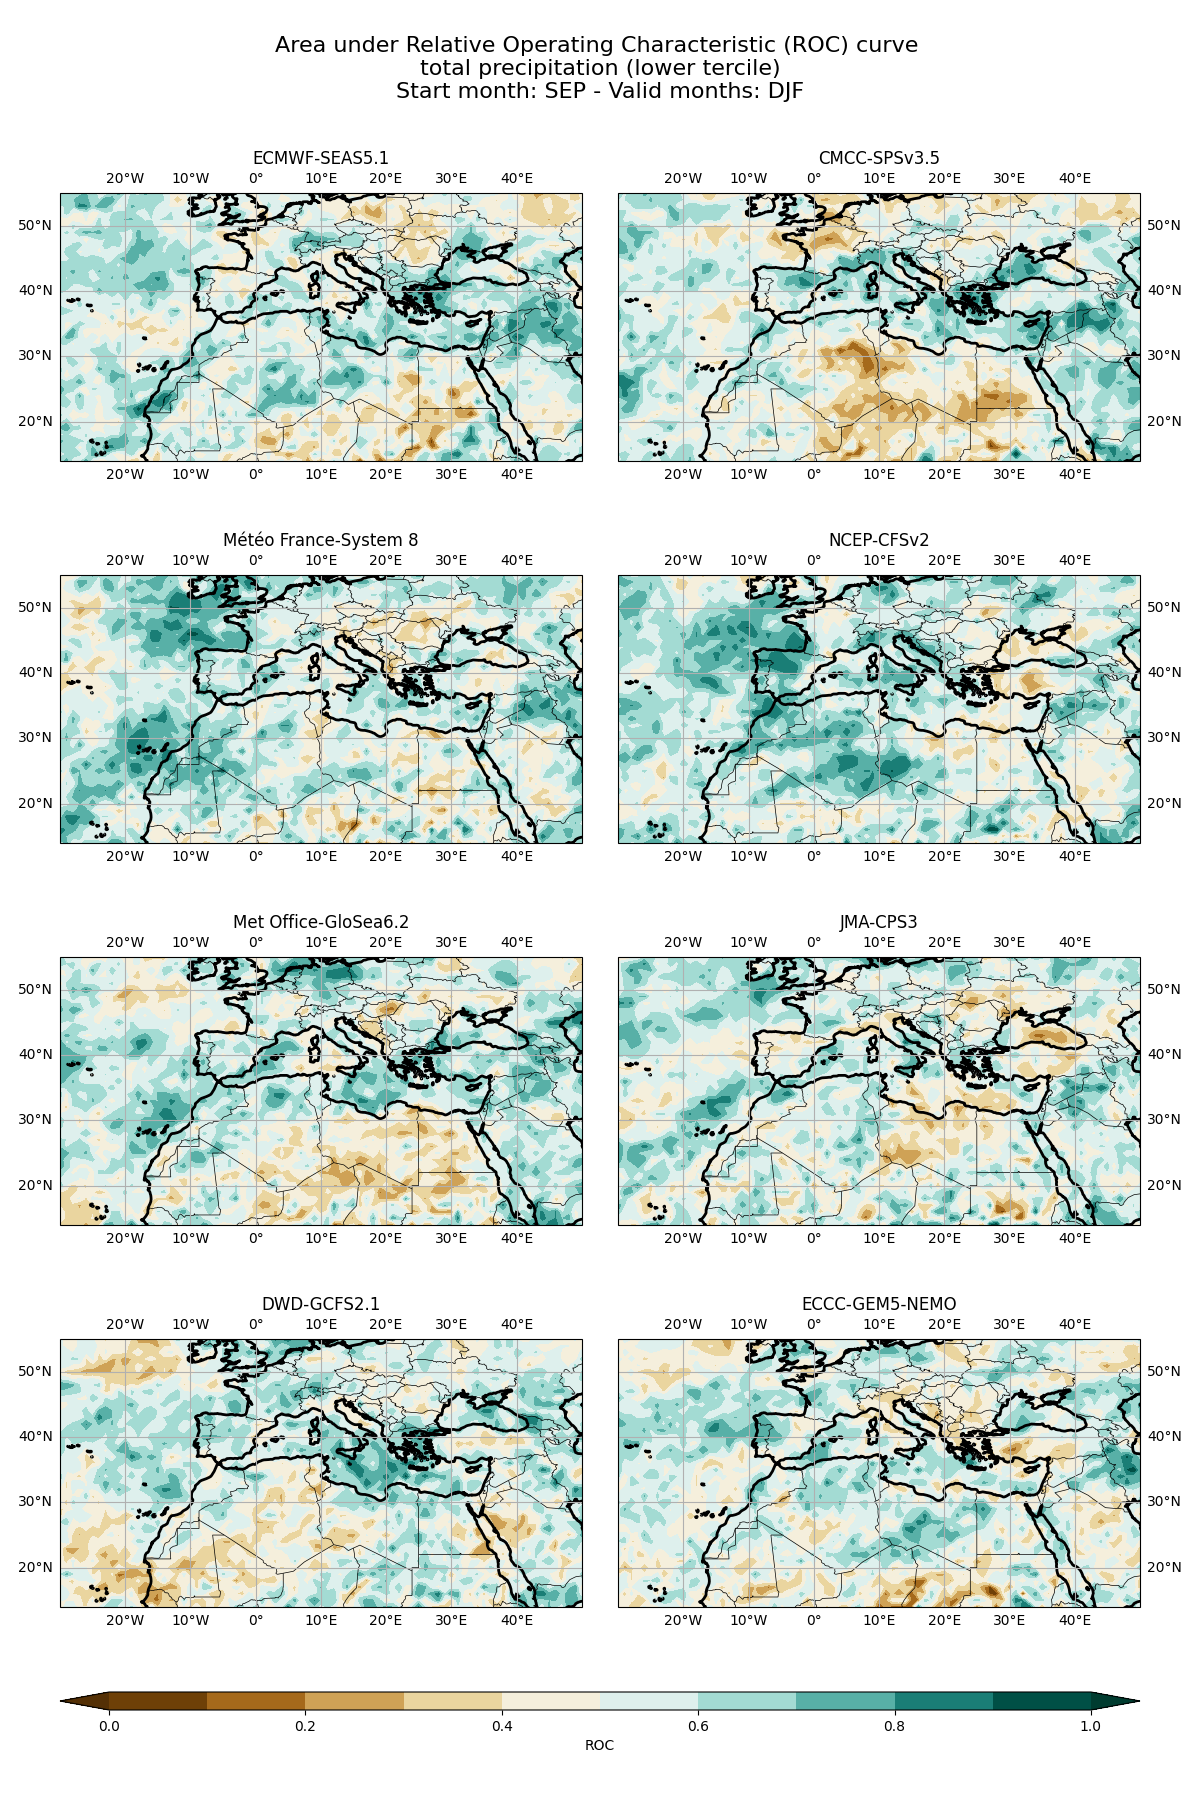 Area under Relative Operating Characteristic (ROC) curve
total precipitation (lower tercile)
Start month: SEP - Valid months: DJF
ECMWF-SEAS5.1
20°W 10°W 0° 10°E 20°E 30°E 40°E
50°N
40°N
30°N
20°N
20°W 10°W 0° 10°E 20°E 30°E 40°E
CMCC-SPSv3.5
20°W 10°W 0° 10°E 20°E 30°E 40°E
50°N
40°N
30°N
20°N
20°W 10°W 0° 10°E 20°E 30°E 40°E
Météo France-System 8
20°W 10°W 0° 10°E 20°E 30°E 40°E
50°N
40°N
30°N
20°N
20°W 10°W 0° 10°E 20°E 30°E 40°E
NCEP-CFSv2
20°W 10°W 0° 10°E 20°E 30°E 40°E
50°N
40°N
30°N
20°N
20°W 10°W 0° 10°E 20°E 30°E 40°E
Met Office-GloSea6.2
20°W 10°W 0° 10°E 20°E 30°E 40°E
50°N
40°N
30°N
20°N
20°W 10°W 0° 10°E 20°E 30°E 40°E
JMA-CPS3
20°W 10°W 0° 10°E 20°E 30°E 40°E
50°N
40°N
30°N
20°N
20°W 10°W 0° 10°E 20°E 30°E 40°E
DWD-GCFS2.1
20°W 10°W 0° 10°E 20°E 30°E 40°E
50°N
40°N
30°N
20°N
20°W 10°W 0° 10°E 20°E 30°E 40°E
ECCC-GEM5-NEMO
20°W 10°W 0° 10°E 20°E 30°E 40°E
50°N
40°N
30°N
20°N
20°W 10°W 0° 10°E 20°E 30°E 40°E
0.0 0.2 0.4 0.6 0.8 1.0
ROC